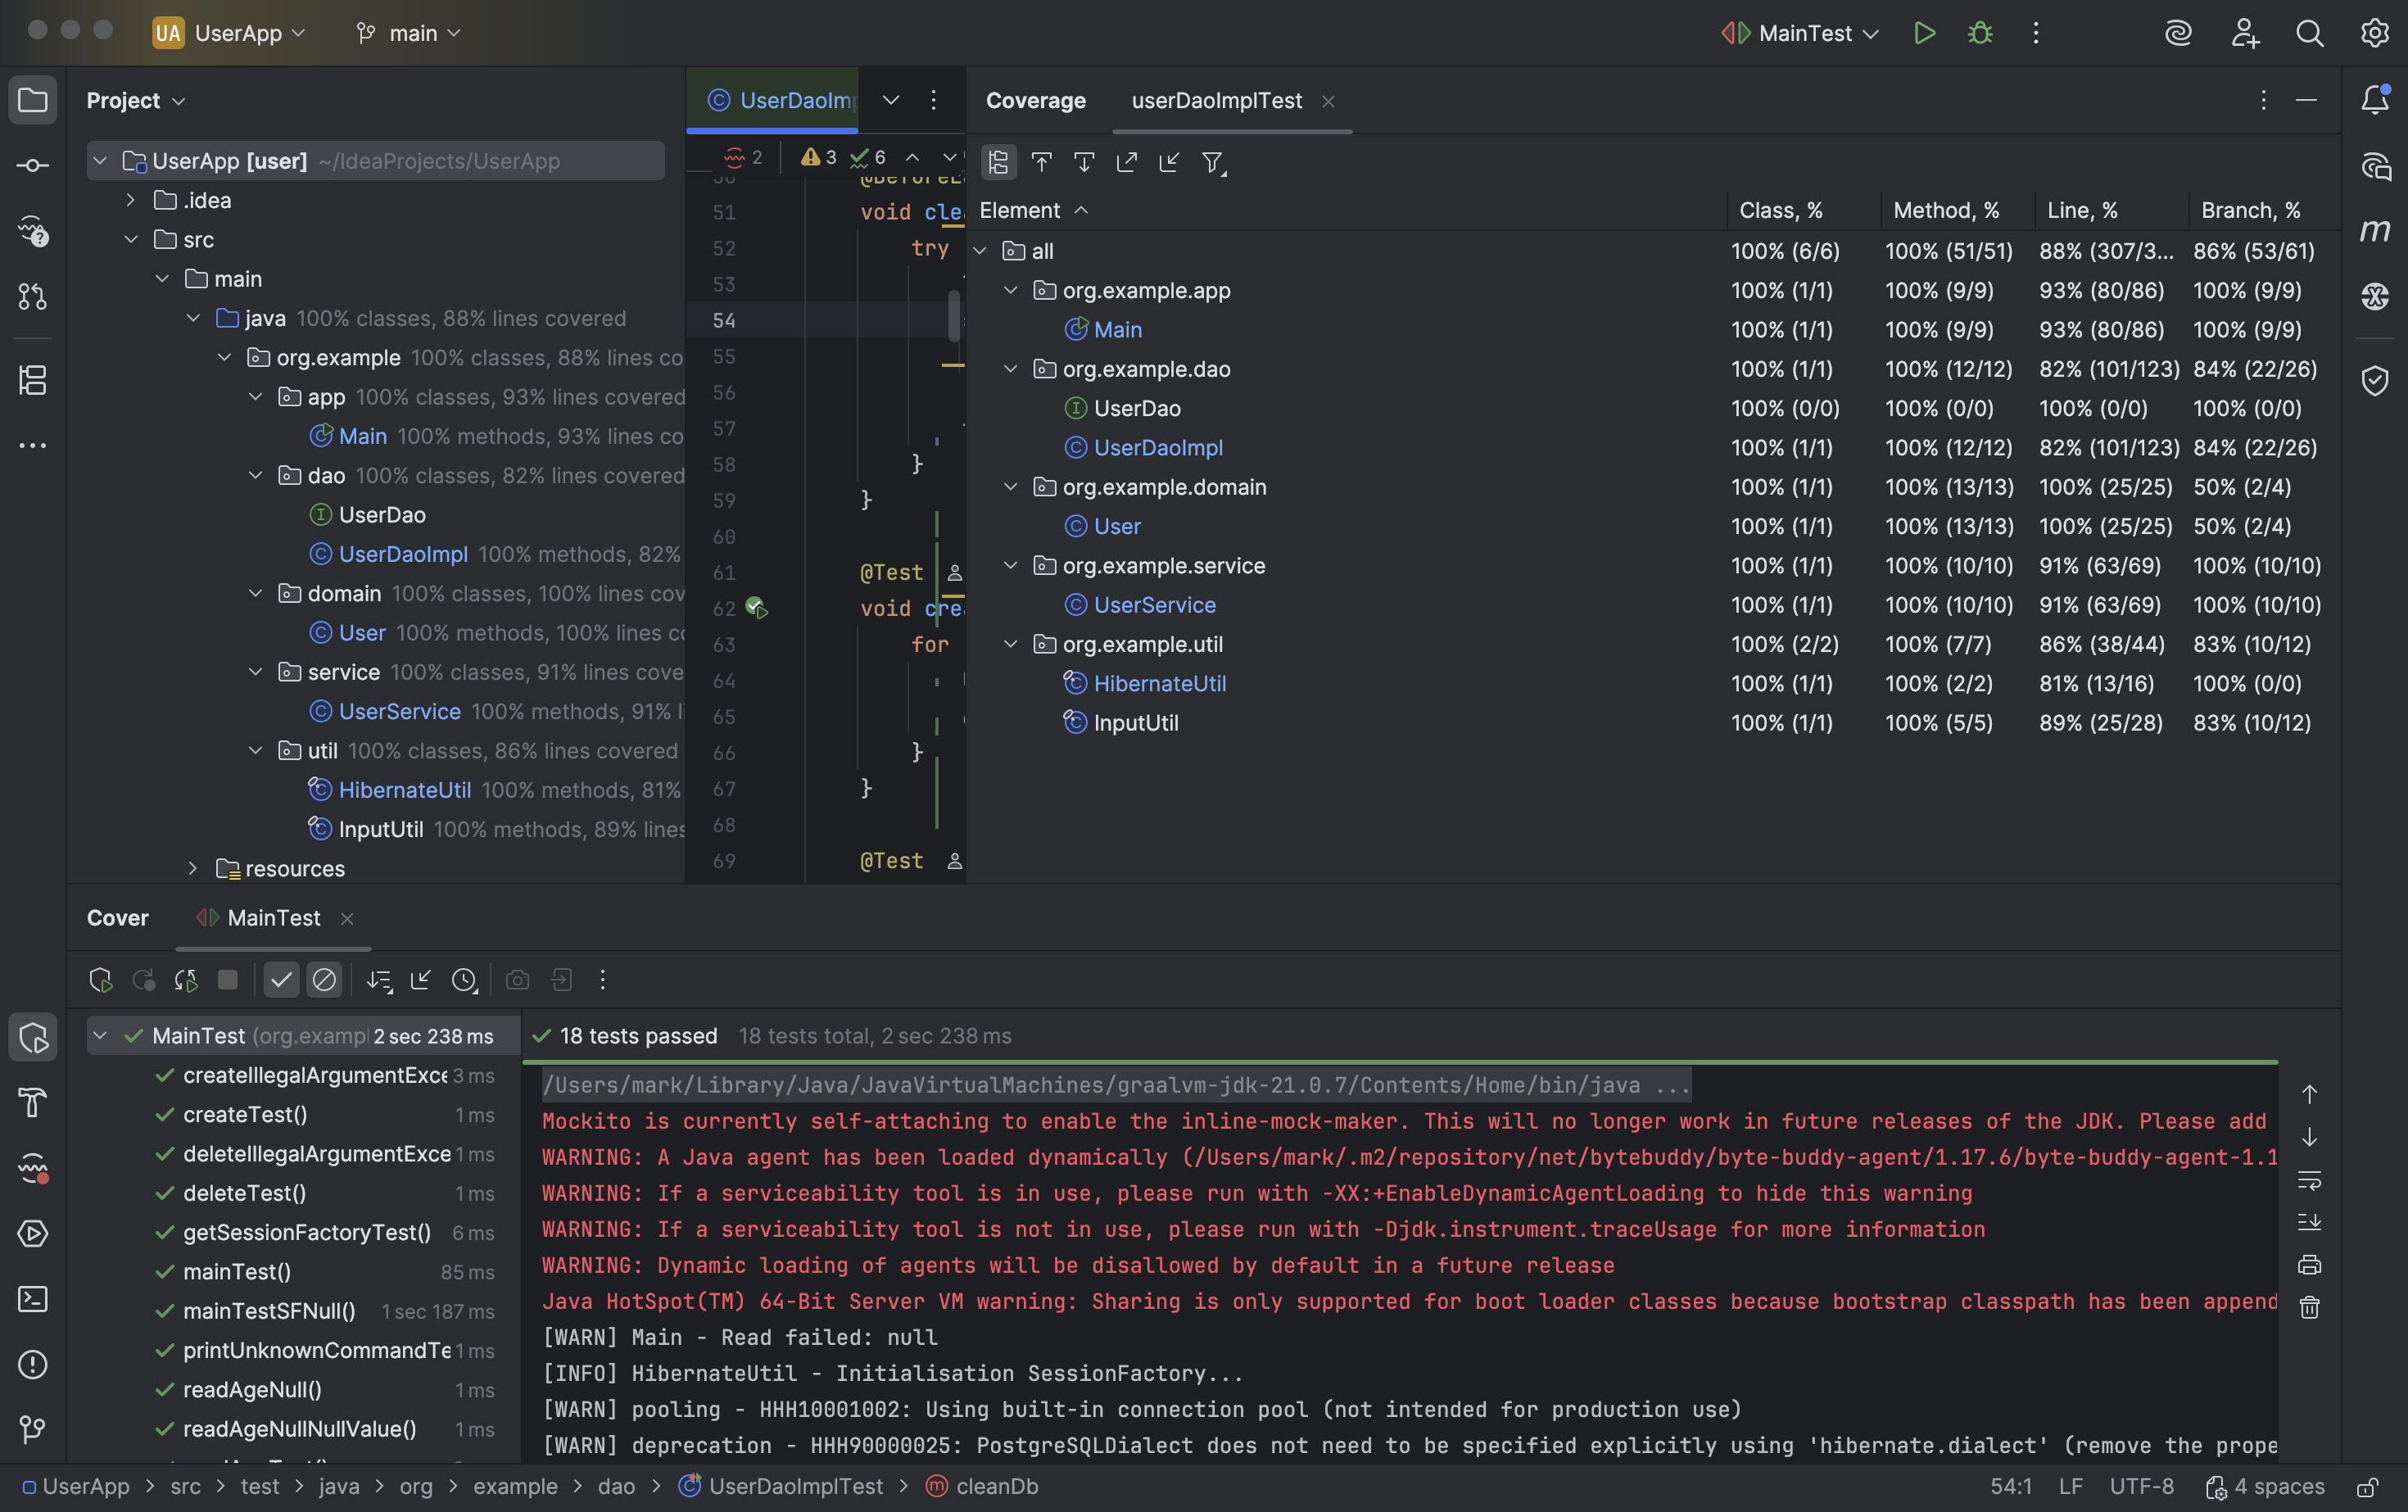 UA UserApp main MainTest
Project
UserApp [user] ~/IdeaProjects/UserApp
.idea
src
main
java 100% classes, 88% lines covered
org.example 100% classes, 88% lines co
app 100% classes, 93% lines covered
Main 100% methods, 93% lines co
dao 100% classes, 82% lines covered
UserDao
UserDaoImpl 100% methods, 82%
domain 100% classes, 100% lines cov
User 100% methods, 100% lines co
service 100% classes, 91% lines cove
UserService 100% methods, 91% li
util 100% classes, 86% lines covered
HibernateUtil 100% methods, 81%
InputUtil 100% methods, 89% lines
resources
UserDaoImp
2 3 6
51 void clea
52 try
53
54
55
56
57
58 }
59 }
60
61 @Test
62 void crea
63 for
64
65
66 }
67 }
68
69 @Test
Coverage userDaoImplTest
Element Class, % Method, % Line, % Branch, %
all 100% (6/6) 100% (51/51) 88% (307/3... 86% (53/61)
org.example.app 100% (1/1) 100% (9/9) 93% (80/86) 100% (9/9)
Main 100% (1/1) 100% (9/9) 93% (80/86) 100% (9/9)
org.example.dao 100% (1/1) 100% (12/12) 82% (101/123) 84% (22/26)
UserDao 100% (0/0) 100% (0/0) 100% (0/0) 100% (0/0)
UserDaoImpl 100% (1/1) 100% (12/12) 82% (101/123) 84% (22/26)
org.example.domain 100% (1/1) 100% (13/13) 100% (25/25) 50% (2/4)
User 100% (1/1) 100% (13/13) 100% (25/25) 50% (2/4)
org.example.service 100% (1/1) 100% (10/10) 91% (63/69) 100% (10/10)
UserService 100% (1/1) 100% (10/10) 91% (63/69) 100% (10/10)
org.example.util 100% (2/2) 100% (7/7) 86% (38/44) 83% (10/12)
HibernateUtil 100% (1/1) 100% (2/2) 81% (13/16) 100% (0/0)
InputUtil 100% (1/1) 100% (5/5) 89% (25/28) 83% (10/12)
Cover MainTest
MainTest (org.exampl 2 sec 238 ms
createIllegalArgumentExce 3 ms
createTest() 1 ms
deleteIllegalArgumentExce 1 ms
deleteTest() 1 ms
getSessionFactoryTest() 6 ms
mainTest() 85 ms
mainTestSFNull() 1 sec 187 ms
printUnknownCommandTe 1 ms
readAgeNull() 1 ms
readAgeNullNullValue() 1 ms
18 tests passed 18 tests total, 2 sec 238 ms
/Users/mark/Library/Java/JavaVirtualMachines/graalvm-jdk-21.0.7/Contents/Home/bin/java ...
Mockito is currently self-attaching to enable the inline-mock-maker. This will no longer work in future releases of the JDK. Please add
WARNING: A Java agent has been loaded dynamically (/Users/mark/.m2/repository/net/bytebuddy/byte-buddy-agent/1.17.6/byte-buddy-agent-1.1
WARNING: If a serviceability tool is in use, please run with -XX:+EnableDynamicAgentLoading to hide this warning
WARNING: If a serviceability tool is not in use, please run with -Djdk.instrument.traceUsage for more information
WARNING: Dynamic loading of agents will be disallowed by default in a future release
Java HotSpot(TM) 64-Bit Server VM warning: Sharing is only supported for boot loader classes because bootstrap classpath has been append
[WARN] Main - Read failed: null
[INFO] HibernateUtil - Initialisation SessionFactory...
[WARN] pooling - HHH10001002: Using built-in connection pool (not intended for production use)
[WARN] deprecation - HHH90000025: PostgreSQLDialect does not need to be specified explicitly using 'hibernate.dialect' (remove the prope
UserApp > src > test > java > org > example > dao > UserDaoImplTest > cleanDb 54:1 LF UTF-8 4 spaces